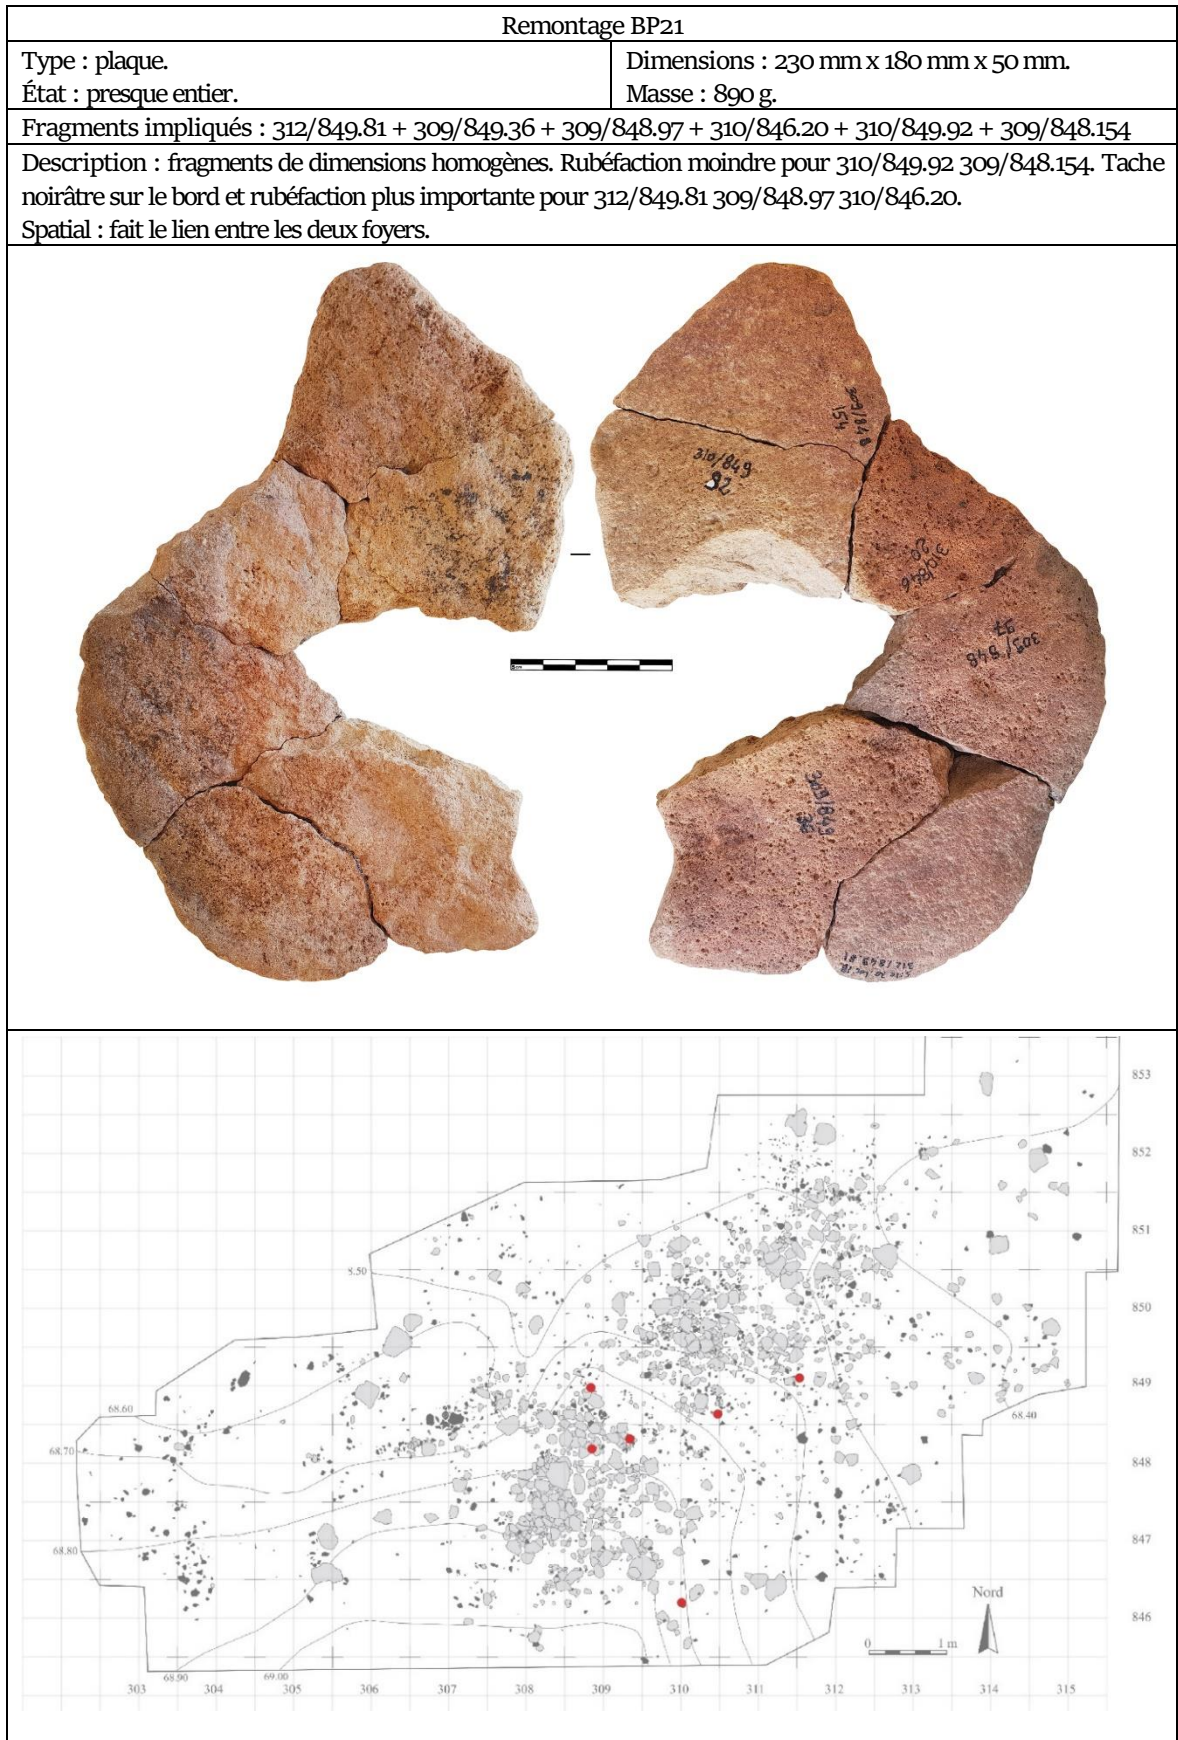 Remontage BP21
Type : plaque.
État : presque entier.
Dimensions : 230 mm x 180 mm x 50 mm.
Masse : 890 g.
Fragments impliqués : 312/849.81 + 309/849.36 + 309/848.97 + 310/846.20 + 310/849.92 + 309/848.154
Description : fragments de dimensions homogènes. Rubéfaction moindre pour 310/849.92 309/848.154. Tache
noirâtre sur le bord et rubéfaction plus importante pour 312/849.81 309/848.97 310/846.20.
Spatial : fait le lien entre les deux foyers.
309/848
154
310/849
92
310/846
20
309/848
97
309/849
36
312/849.81
5cm
853
852
851
8.50
850
849
68.60
68.40
68.70
848
847
68.80
Nord
846
0 1 m
68.90 69.00
303 304 305 306 307 308 309 310 311 312 313 314 315